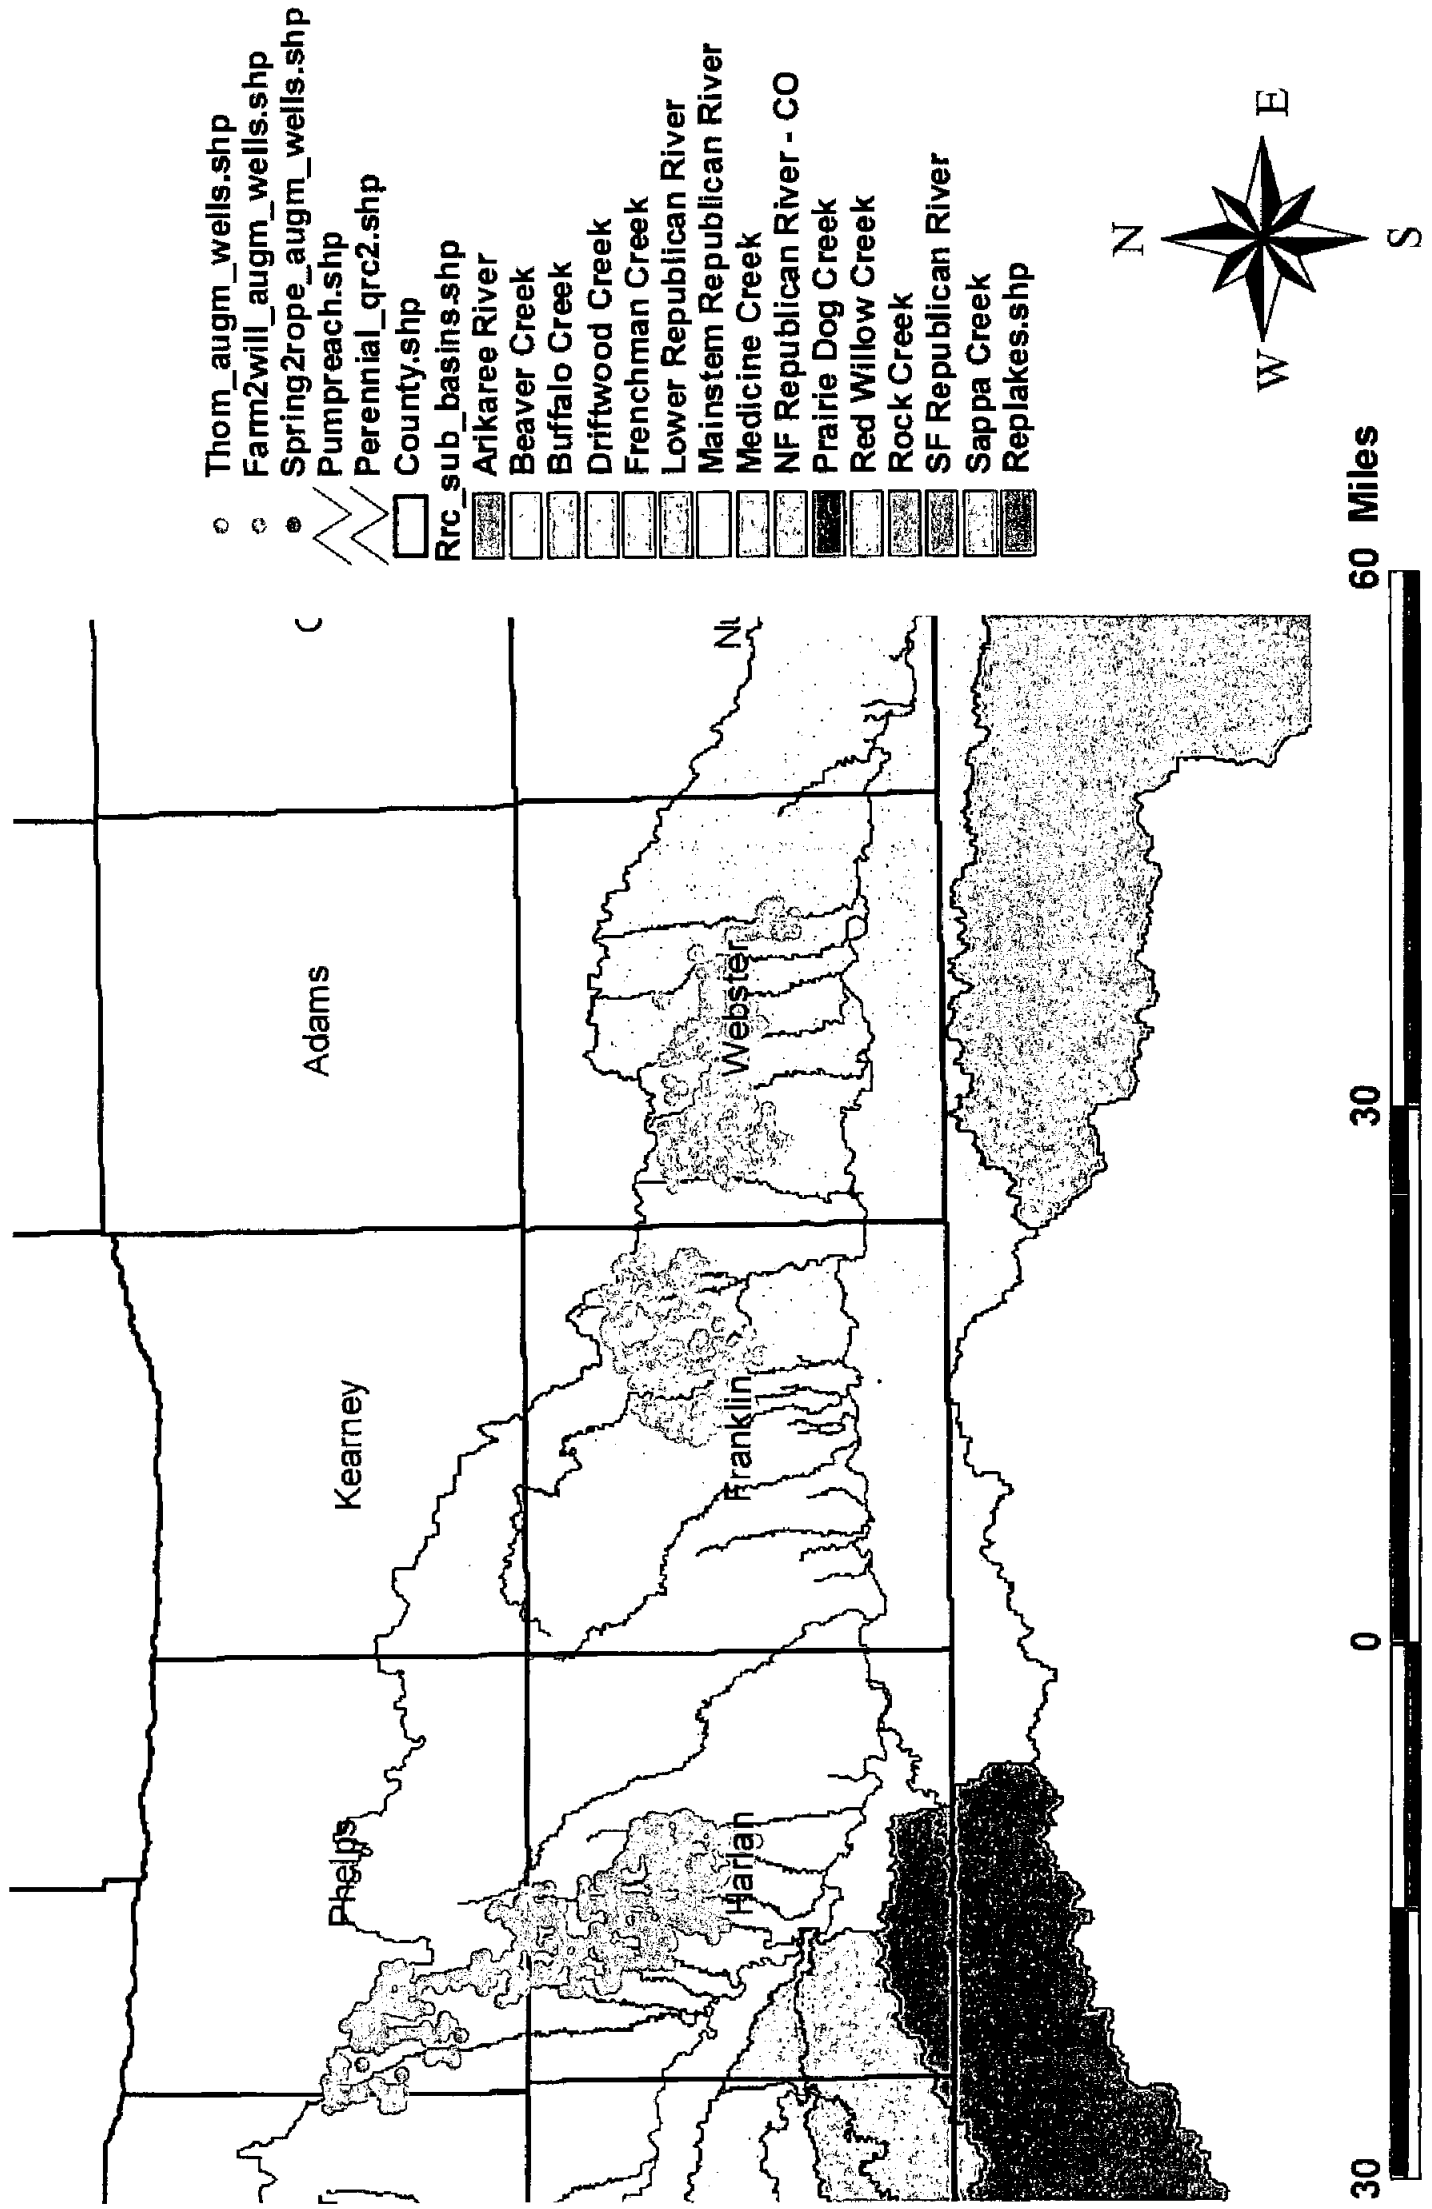 Thom_augm_wells.shp
Farm2will_augm_wells.shp
Spring2rope_augm_wells.shp
Pumpreach.shp
Perennial_qrc2.shp
County.shp
Rrc_sub_basins.shp
Arikaree River
Beaver Creek
Buffalo Creek
Driftwood Creek
Frenchman Creek
Lower Republican River
Mainstem Republican River
Medicine Creek
NF Republican River - CO
Prairie Dog Creek
Red Willow Creek
Rock Creek
SF Republican River
Sappa Creek
Replakes.shp
N
W E
S
Phelps
Kearney
Adams
C
Harlan
Franklin
Webster
30 0 30 60 Miles